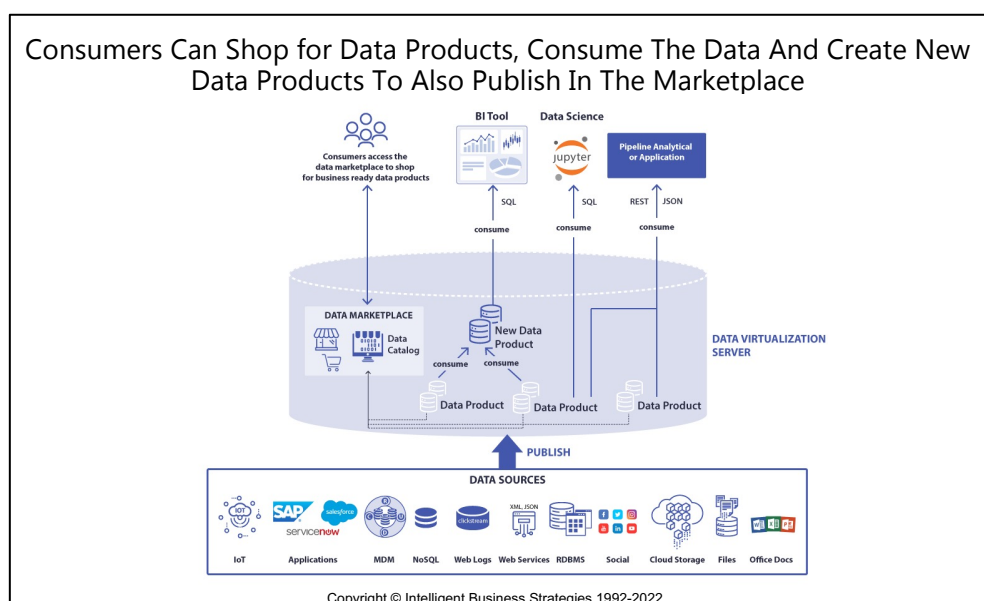 Consumers Can Shop for Data Products, Consume The Data And Create New
Data Products To Also Publish In The Marketplace
BI Tool
Data Science
Consumers access the
data marketplace to shop
for business ready data products
jupyter
Pipeline Analytical
or Application
SQL
SQL
REST
JSON
consume
consume
consume
DATA MARKETPLACE
Data
Catalog
New Data
Product
consume
consume
DATA VIRTUALIZATION
SERVER
Data Product
Data Product
Data Product
PUBLISH
DATA SOURCES
IOT
SAP
salesforce
servicenow
clickstream
XML, JSON
IoT
Applications
MDM
NoSQL
Web Logs
Web Services
RDBMS
Social
Cloud Storage
Files
Office Docs
Copyright © Intelligent Business Strategies 1992-2022